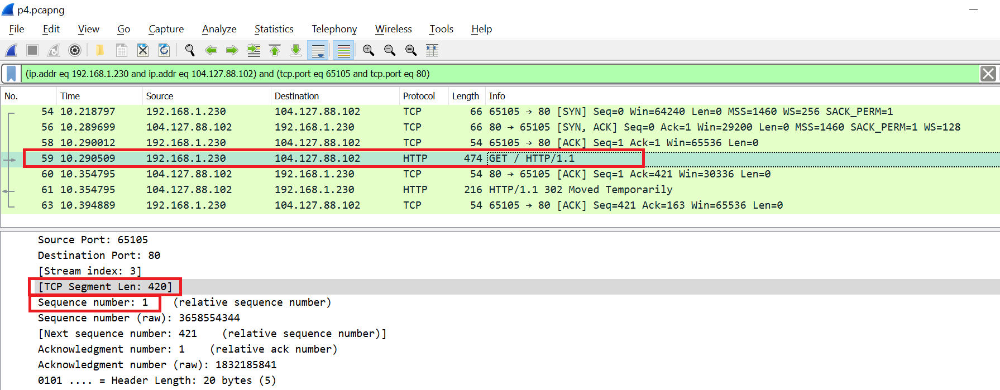 p4.pcapng
File Edit View Go Capture Analyze Statistics Telephony Wireless Tools Help
(ip.addr eq 192.168.1.230 and ip.addr eq 104.127.88.102) and (tcp.port eq 65105 and tcp.port eq 80)
No. Time Source Destination Protocol Length Info
54 10.218797 192.168.1.230 104.127.88.102 TCP 66 65105 → 80 [SYN] Seq=0 Win=64240 Len=0 MSS=1460 WS=256 SACK_PERM=1
56 10.289699 104.127.88.102 192.168.1.230 TCP 66 80 → 65105 [SYN, ACK] Seq=0 Ack=1 Win=29200 Len=0 MSS=1460 SACK_PERM=1 WS=128
58 10.290012 192.168.1.230 104.127.88.102 TCP 54 65105 → 80 [ACK] Seq=1 Ack=1 Win=65536 Len=0
59 10.290509 192.168.1.230 104.127.88.102 HTTP 474 GET / HTTP/1.1
60 10.354795 104.127.88.102 192.168.1.230 TCP 54 80 → 65105 [ACK] Seq=1 Ack=421 Win=30336 Len=0
61 10.354795 104.127.88.102 192.168.1.230 HTTP 216 HTTP/1.1 302 Moved Temporarily
63 10.394889 192.168.1.230 104.127.88.102 TCP 54 65105 → 80 [ACK] Seq=421 Ack=163 Win=65536 Len=0
Source Port: 65105
Destination Port: 80
[Stream index: 3]
[TCP Segment Len: 420]
Sequence number: 1 (relative sequence number)
Sequence number (raw): 3658554344
[Next sequence number: 421 (relative sequence number)]
Acknowledgment number: 1 (relative ack number)
Acknowledgment number (raw): 1832185841
0101 .... = Header Length: 20 bytes (5)